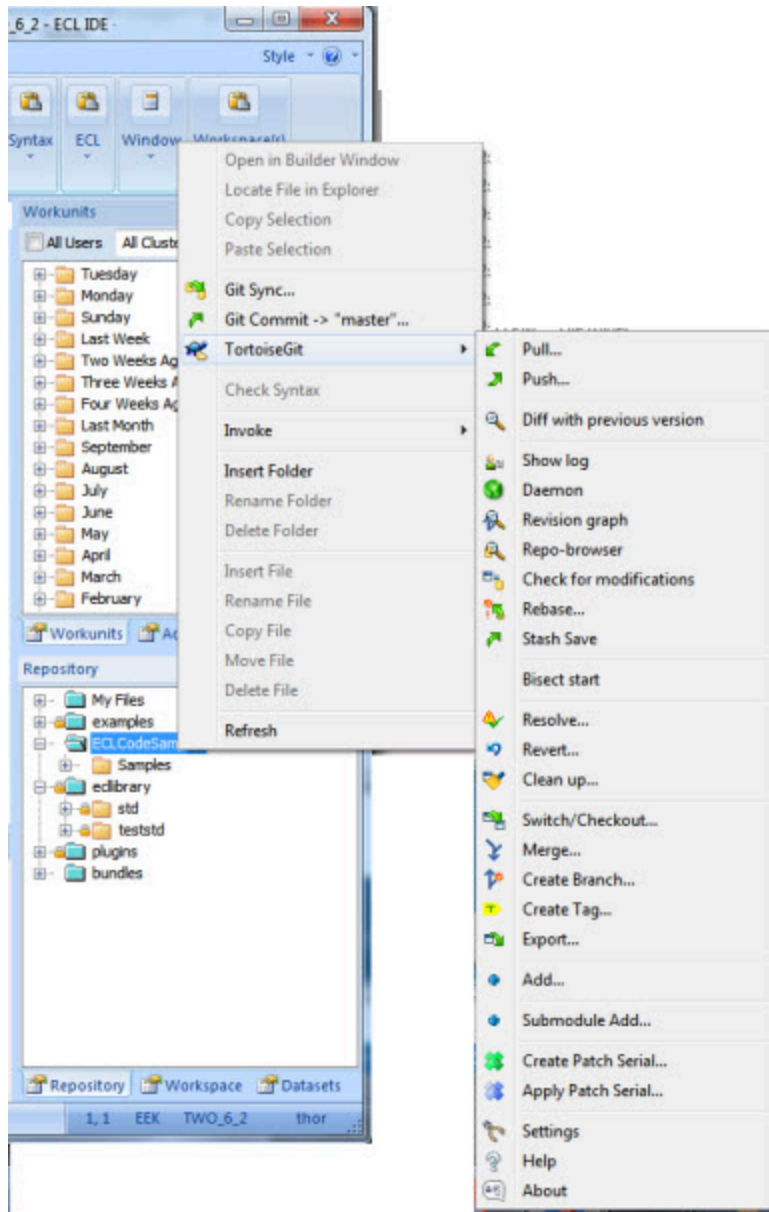 _6_2 - ECL IDE -
Style
Syntax ECL Window Workspace(s)
Workunits
All Users All Cluste
Tuesday
Monday
Sunday
Last Week
Two Weeks Ag
Three Weeks A
Four Weeks Ag
Last Month
September
August
July
June
May
April
March
February
Workunits Ac
Repository
My Files
examples
ECLCodeSam
Samples
eclibrary
std
teststd
plugins
bundles
Repository Workspace Datasets
1, 1 EEK TWO_6_2 thor
Open in Builder Window
Locate File in Explorer
Copy Selection
Paste Selection
Git Sync...
Git Commit -> "master"...
TortoiseGit
Check Syntax
Invoke
Insert Folder
Rename Folder
Delete Folder
Insert File
Rename File
Copy File
Move File
Delete File
Refresh
Pull...
Push...
Diff with previous version
Show log
Daemon
Revision graph
Repo-browser
Check for modifications
Rebase...
Stash Save
Bisect start
Resolve...
Revert...
Clean up...
Switch/Checkout...
Merge...
Create Branch...
Create Tag...
Export...
Add...
Submodule Add...
Create Patch Serial...
Apply Patch Serial...
Settings
Help
About